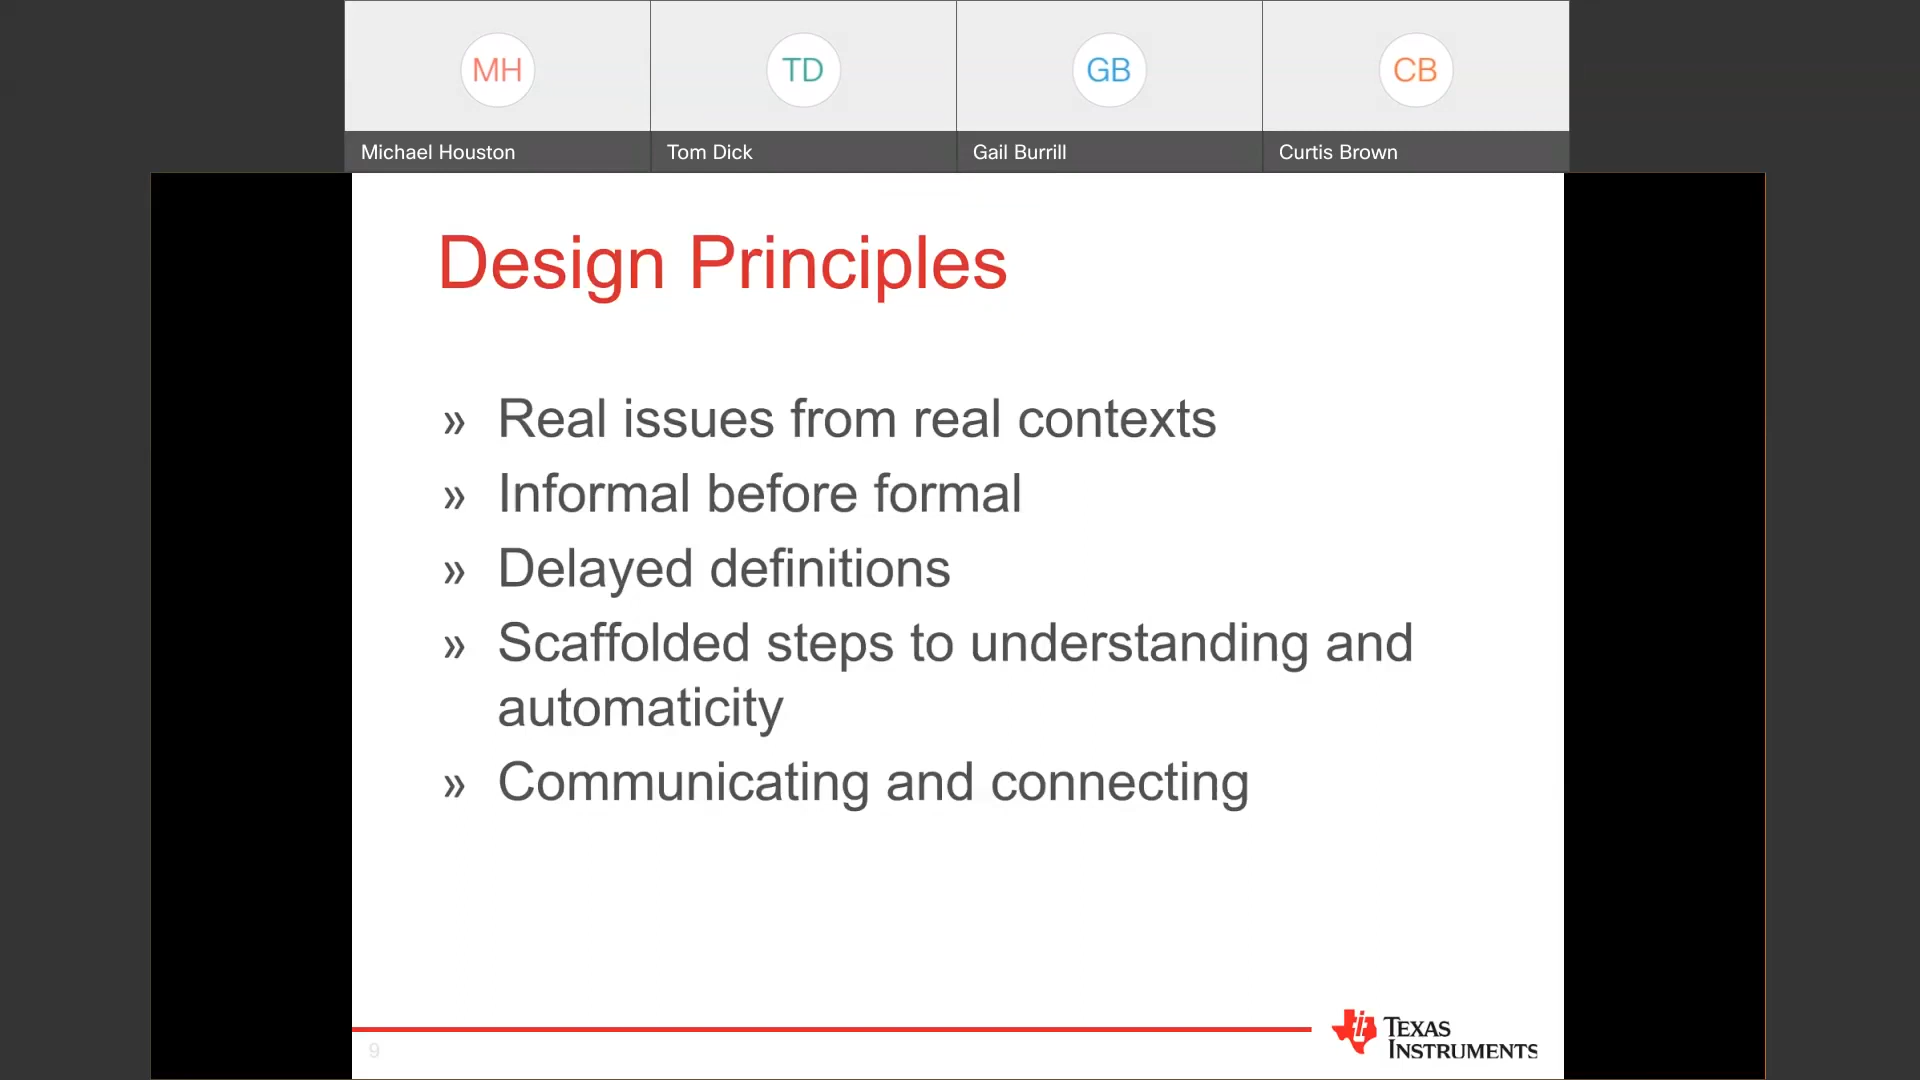 MH
TD
GB
CB
Michael Houston
Tom Dick
Gail Burrill
Curtis Brown
Design Principles
» Real issues from real contexts
» Informal before formal
» Delayed definitions
» Scaffolded steps to understanding and
automaticity
» Communicating and connecting
9
TEXAS
INSTRUMENTS